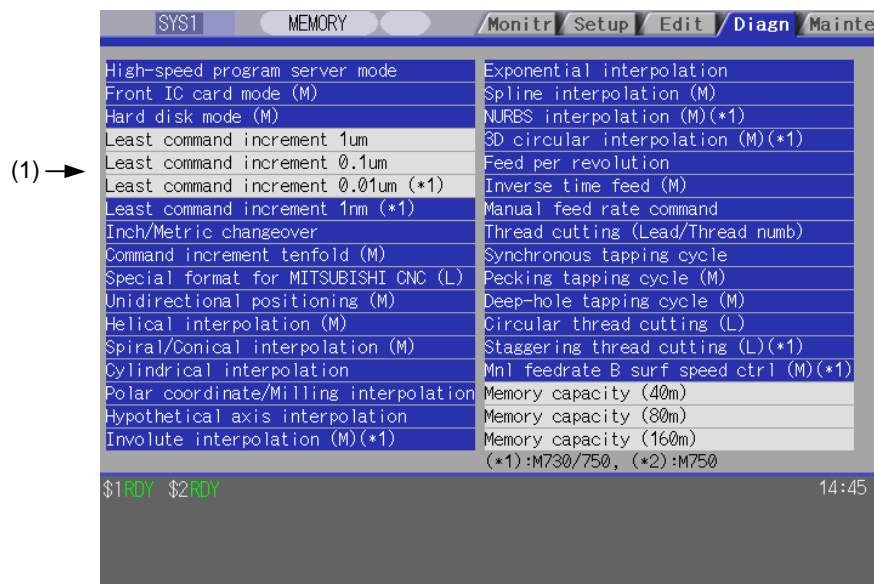 SYS1 MEMORY Monitr Setup Edit Diagn Mainte
High-speed program server mode
Front IC card mode (M)
Hard disk mode (M)
Least command increment 1um
(1)
Least command increment 0.1um
Least command increment 0.01um (*1)
Least command increment 1nm (*1)
Inch/Metric changeover
Command increment tenfold (M)
Special format for MITSUBISHI CNC (L)
Unidirectional positioning (M)
Helical interpolation (M)
Spiral/Conical interpolation (M)
Cylindrical interpolation
Polar coordinate/Milling interpolation
Hypothetical axis interpolation
Involute interpolation (M)(*1)
Exponential interpolation
Spline interpolation (M)
NURBS interpolation (M)(*1)
3D circular interpolation (M)(*1)
Feed per revolution
Inverse time feed (M)
Manual feed rate command
Thread cutting (Lead/Thread numb)
Synchronous tapping cycle
Pecking tapping cycle (M)
Deep-hole tapping cycle (M)
Circular thread cutting (L)
Staggering thread cutting (L)(*1)
Mnl feedrate B surf speed ctrl (M)(*1)
Memory capacity (40m)
Memory capacity (80m)
Memory capacity (160m)
(*1):M730/750, (*2):M750
$1RDY $2RDY 14:45